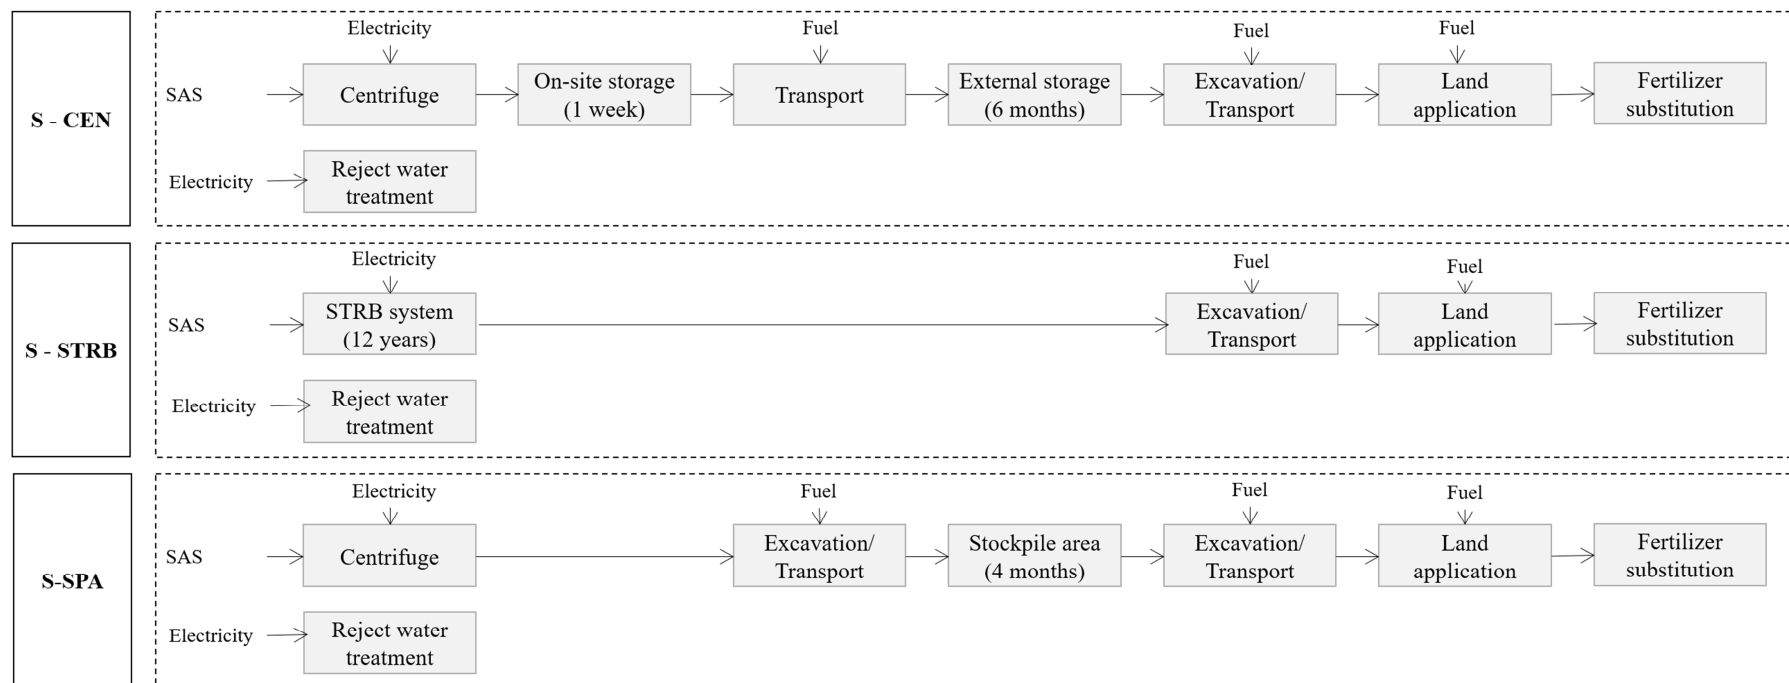 S - CEN
Electricity
Fuel
Fuel
Fuel
SAS
Centrifuge
On-site storage
(1 week)
Transport
External storage
(6 months)
Excavation/
Transport
Land
application
Fertilizer
substitution
Electricity
Reject water
treatment
S - STRB
Electricity
Fuel
Fuel
SAS
STRB system
(12 years)
Excavation/
Transport
Land
application
Fertilizer
substitution
Electricity
Reject water
treatment
S-SPA
Electricity
Fuel
Fuel
Fuel
SAS
Centrifuge
Excavation/
Transport
Stockpile area
(4 months)
Excavation/
Transport
Land
application
Fertilizer
substitution
Electricity
Reject water
treatment